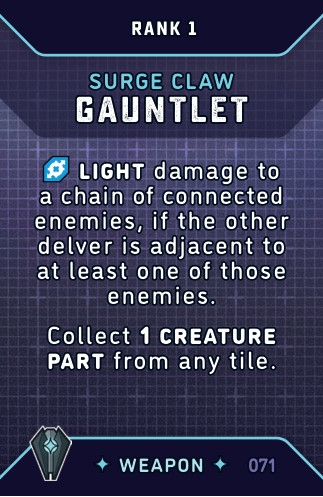 RANK 1
SURGE CLAW
GAUNTLET
LIGHT damage to
a chain of connected
enemies, if the other
delver is adjacent to
at least one of those
enemies.
Collect 1 CREATURE
PART from any tile.
WEAPON 071